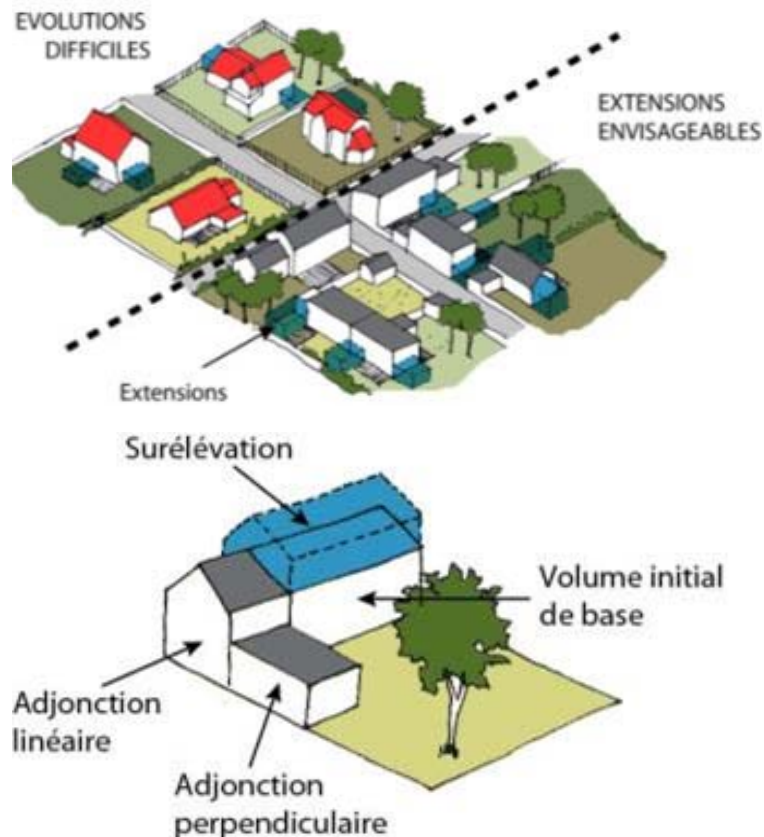 EVOLUTIONS
DIFFICILES
EXTENSIONS
ENVISAGEABLES
Extensions
Surélévation
Volume initial
de base
Adjonction
linéaire
Adjonction
perpendiculaire